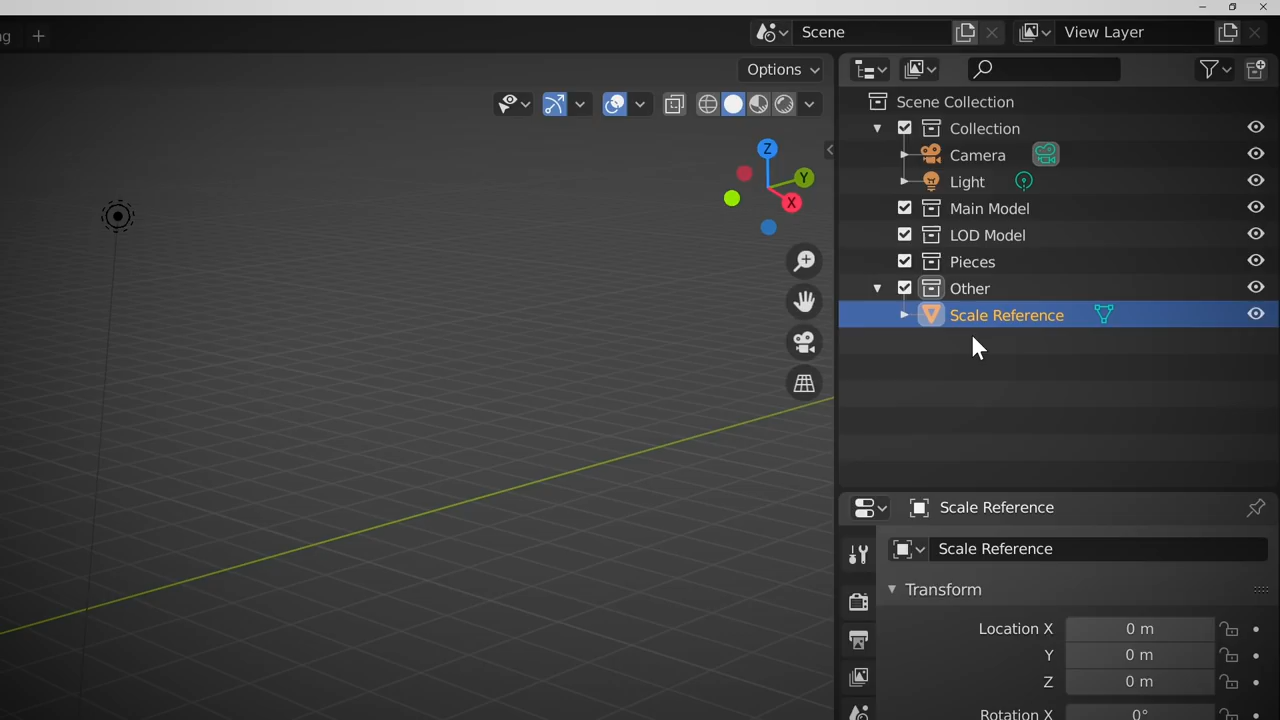 ng +
Scene
View Layer
Options
Scene Collection
Collection
Camera
Light
Main Model
LOD Model
Pieces
Other
Scale Reference
Z
Y
X
Scale Reference
Scale Reference
Transform
Location X 0 m
Y 0 m
Z 0 m
Rotation X 0°